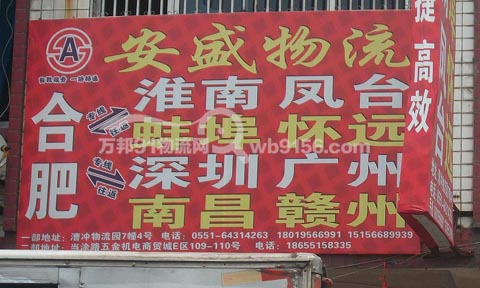 安盛物流
淮南 凤台
合肥 专线 往返 蚌埠 怀远
专线 往返 深圳 广州
南昌 赣州
万邦91物流网 wb9156.com
一部地址:漕冲物流园7幢4号 电话:0551-64314263 18019566991 15156689939
二部地址:当涂路五金机电商贸城E区109-110号 电话:18655158335
捷高效